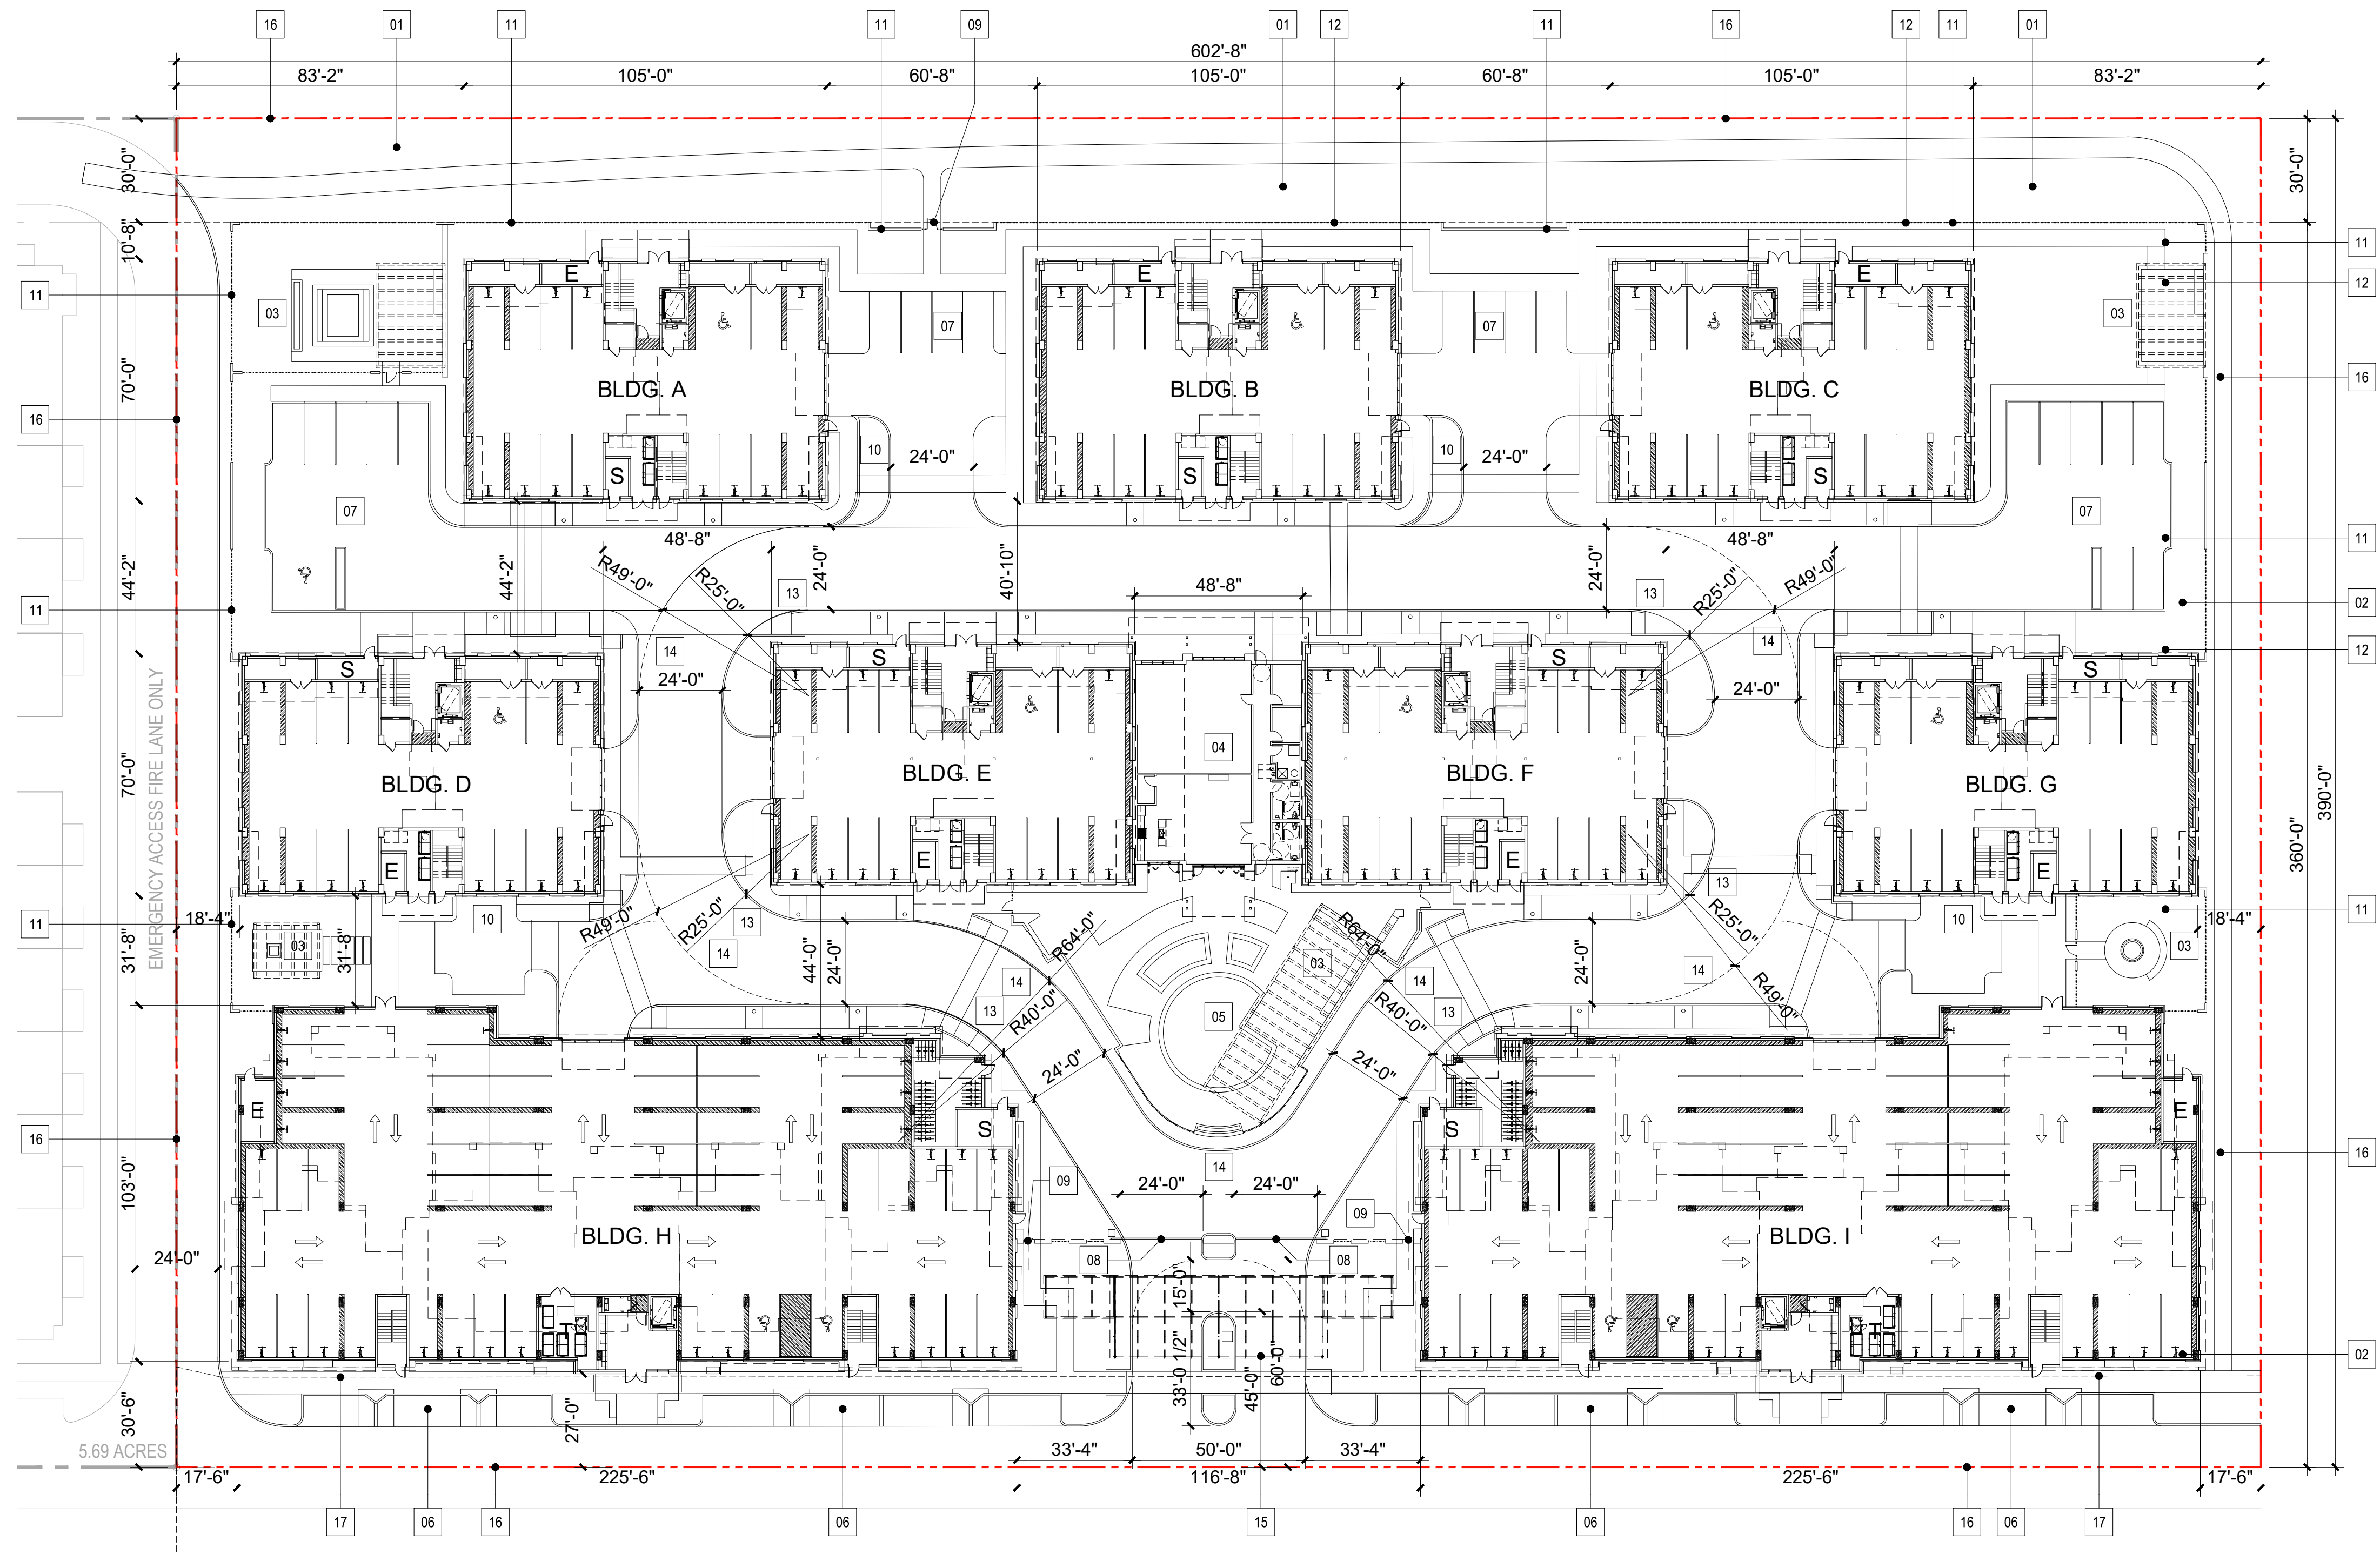 16 01 11 11 09 01 12 11 16 12 11 01
602'-8"
83'-2" 105'-0" 60'-8" 105'-0" 60'-8" 105'-0" 83'-2"
30'-0" 30'-0"
10'-8"
11
E E E
11 03 03 12
07 07
70'-0"
16
BLDG. A BLDG. B BLDG. C
16
10 24'-0" 10 24'-0"
S S S
07 07
11
44'-2" 44'-2" 48'-8" 24'-0" 40'-10" 24'-0" 48'-8"
R49'-0" R25'-0" 13 48'-8" 13 R25'-0" R49'-0"
11 02
14 14
12
S S S S
24'-0" 24'-0"
EMERGENCY ACCESS FIRE LANE ONLY
70'-0"
04
BLDG. D BLDG. E BLDG. F BLDG. G
360'-0" 390'-0"
E E E E
13
18'-4" 10 R49'-0" R25'-0" 13 R25'-0" 10 18'-4"
11 11
31'-8" 03 31'-8" 14 44'-0" 24'-0" R64'-0" R64'-0" 03 24'-0" 14 03
14 14 R49'-0"
13 R40'-0" 05 R40'-0" 13
24'-0" 24'-0"
E S S E
16 16
14
103'-0"
24'-0" 24'-0"
09 09
BLDG. H BLDG. I
08 08
24'-0"
15'-0"
33'-0 1/2" 45'-0" 60'-0"
02
30'-6" 27'-0"
5.69 ACRES
33'-4" 50'-0" 33'-4"
17'-6" 225'-6" 116'-8" 225'-6" 17'-6"
17 06 16 06 15 06 16 06 17